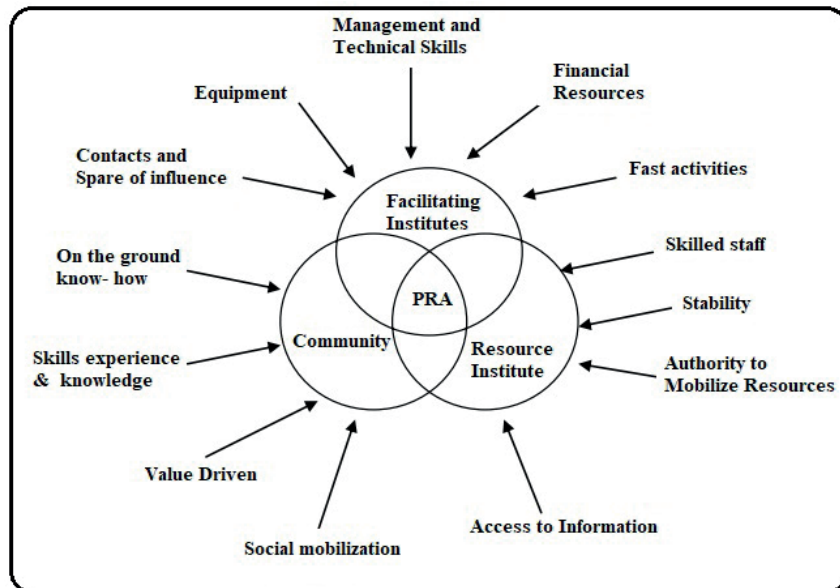 Management and
Technical Skills
Financial
Resources
Equipment
Contacts and
Spare of influence
Fast activities
Facilitating
Institutes
Skilled staff
On the ground
know- how
PRA
Stability
Community
Resource
Institute
Skills experience
& knowledge
Authority to
Mobilize Resources
Value Driven
Access to Information
Social mobilization